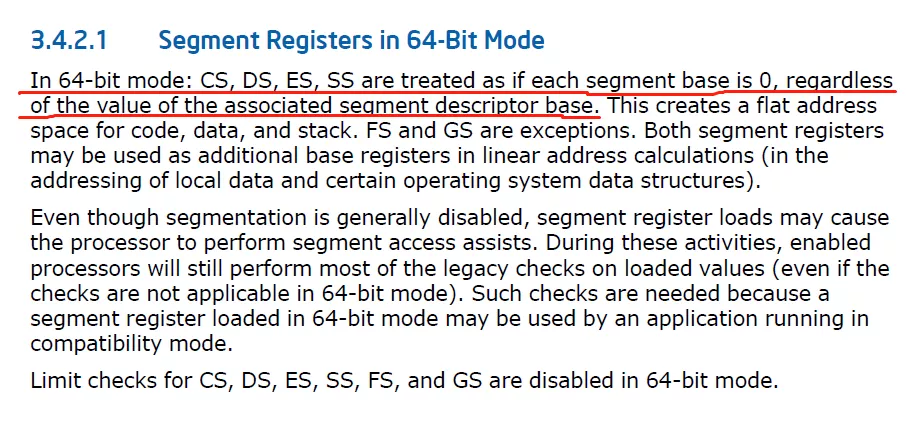 3.4.2.1 Segment Registers in 64-Bit Mode
In 64-bit mode: CS, DS, ES, SS are treated as if each segment base is 0, regardless
of the value of the associated segment descriptor base. This creates a flat address
space for code, data, and stack. FS and GS are exceptions. Both segment registers
may be used as additional base registers in linear address calculations (in the
addressing of local data and certain operating system data structures).
Even though segmentation is generally disabled, segment register loads may cause
the processor to perform segment access assists. During these activities, enabled
processors will still perform most of the legacy checks on loaded values (even if the
checks are not applicable in 64-bit mode). Such checks are needed because a
segment register loaded in 64-bit mode may be used by an application running in
compatibility mode.
Limit checks for CS, DS, ES, SS, FS, and GS are disabled in 64-bit mode.